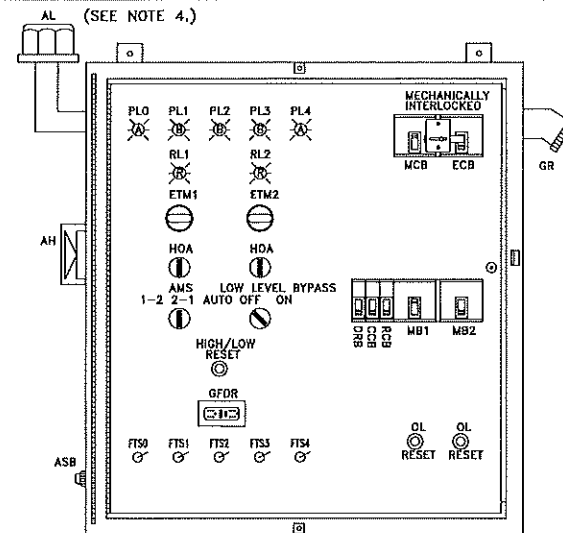 AL (SEE NOTE 4.)
PL0 PL1 PL2 PL3 PL4
A B B B A
MECHANICALLY
INTERLOCKED
MCB ECB
GR
RL1 RL2
R R
ETM1 ETM2
AH
HOA HOA
AMS LOW LEVEL BYPASS
1-2 2-1 AUTO OFF ON
DRB CCB RCB MB1 MB2
HIGH/LOW
RESET
GFDR
FTS0 FTS1 FTS2 FTS3 FTS4
OL OL
RESET RESET
ASB